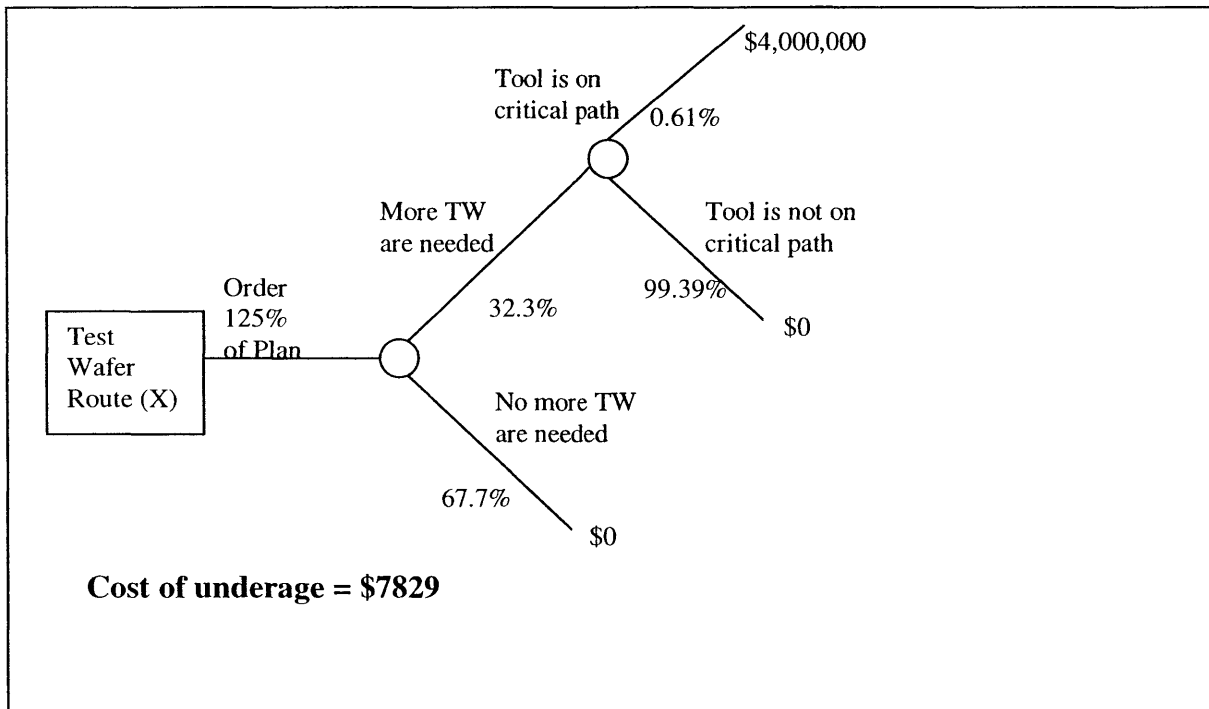 $4,000,000
Tool is on
critical path
0.61%
More TW
are needed
Tool is not on
critical path
Order
125%
of Plan
32.3%
99.39%
$0
Test
Wafer
Route (X)
No more TW
are needed
67.7%
$0
Cost of underage = $7829